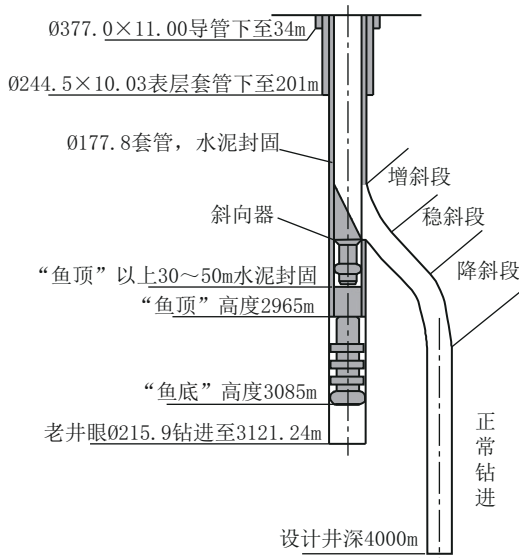 Ø377.0×11.00导管下至34m
Ø244.5×10.03表层套管下至201m
Ø177.8套管，水泥封固
增斜段
斜向器
稳斜段
“鱼顶”以上30～50m水泥封固
降斜段
“鱼顶”高度2965m
“鱼底”高度3085m
老井眼Ø215.9钻进至3121.24m
正常钻进
设计井深4000m